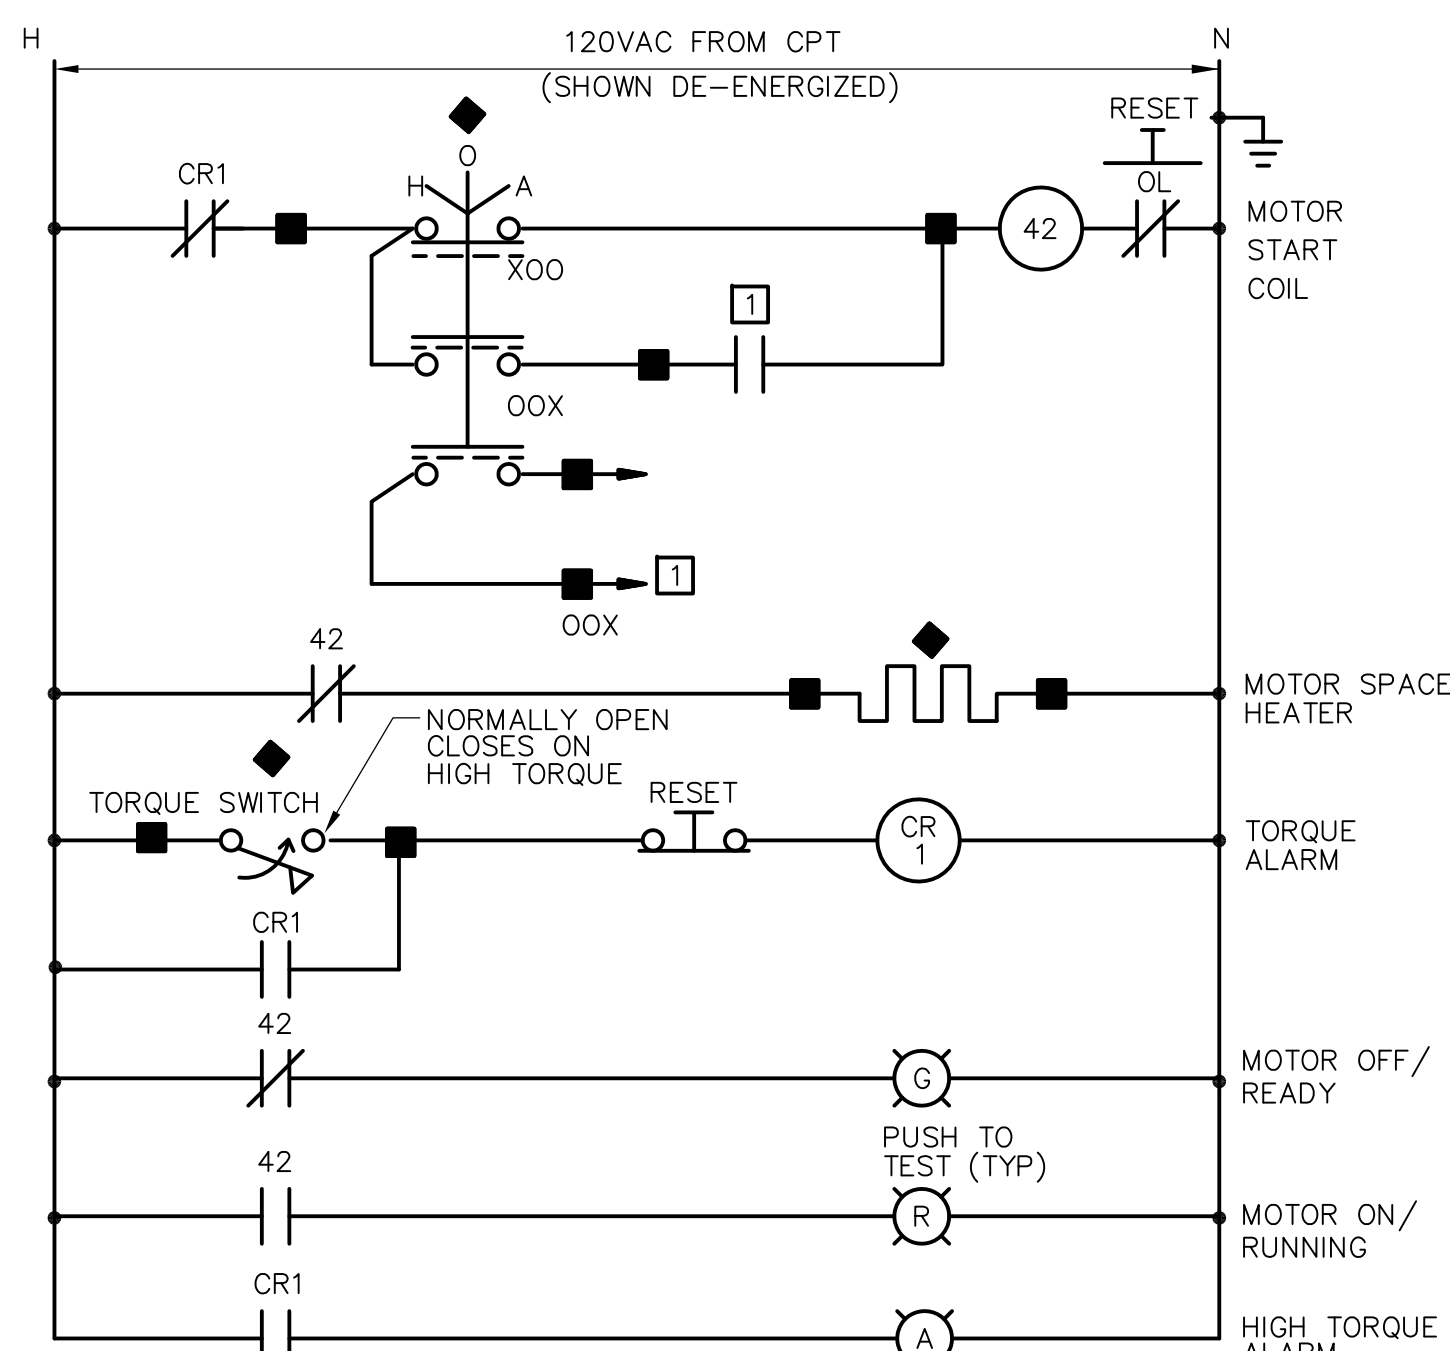 H
120VAC FROM CPT
N
(SHOWN DE-ENERGIZED)
RESET
O
CR1
H
A
OL
42
MOTOR
START
COIL
XOO
1
OOX
1
OOX
42
MOTOR SPACE
HEATER
NORMALLY OPEN
CLOSES ON
HIGH TORQUE
TORQUE SWITCH
RESET
CR
1
TORQUE
ALARM
CR1
42
G
MOTOR OFF/
READY
PUSH TO
TEST (TYP)
42
R
MOTOR ON/
RUNNING
CR1
A
HIGH TORQUE
ALARM